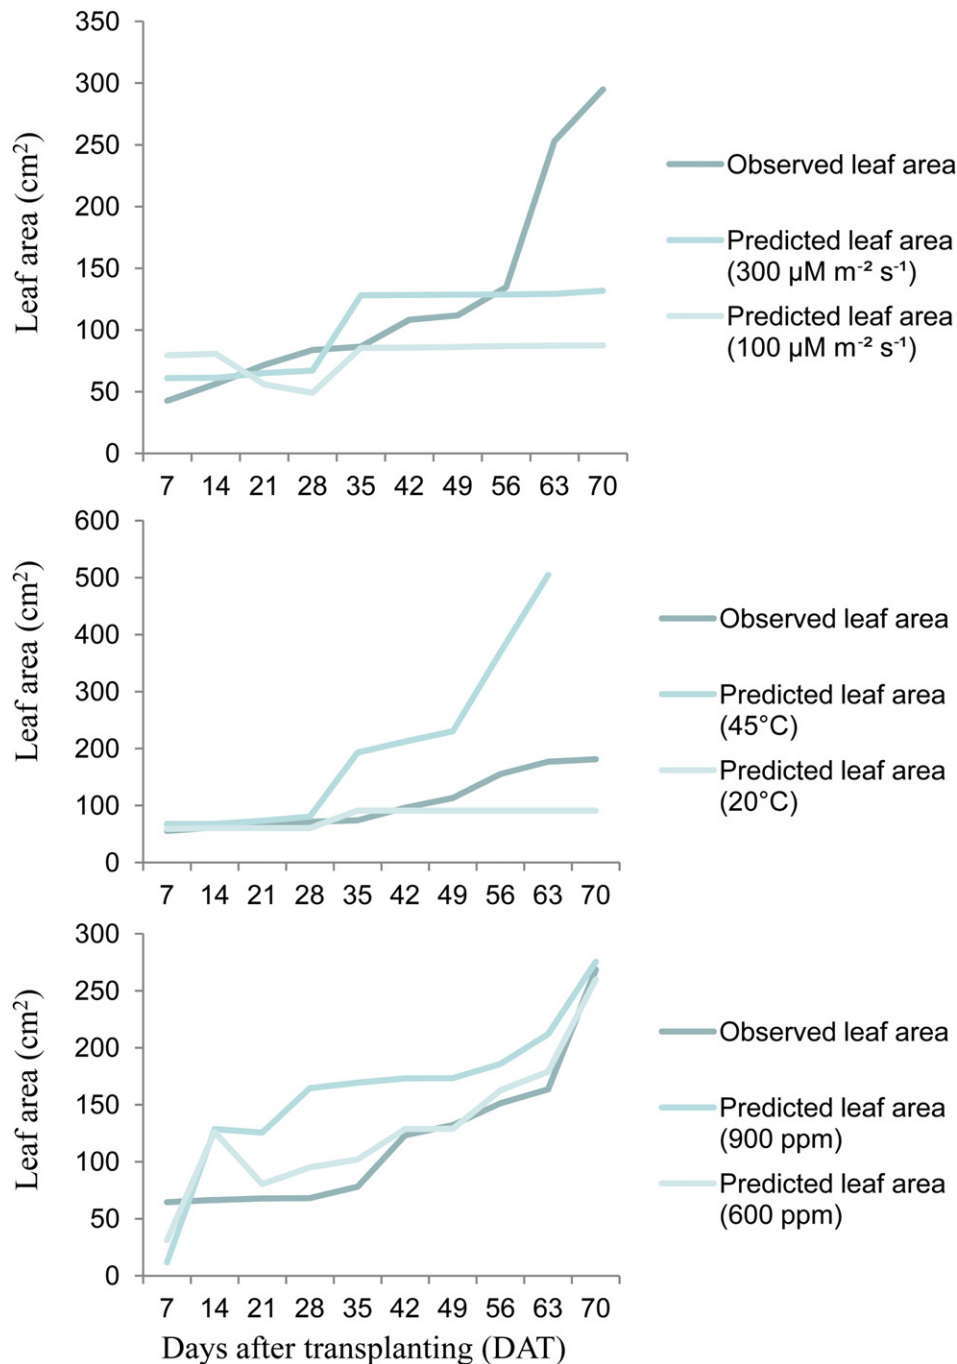 350
300
250
200
150
100
50
0
Leaf area (cm²)
7 14 21 28 35 42 49 56 63 70
Observed leaf area
Predicted leaf area
(300 µM m⁻² s⁻¹)
Predicted leaf area
(100 µM m⁻² s⁻¹)
600
500
400
300
200
100
0
Leaf area (cm²)
7 14 21 28 35 42 49 56 63 70
Observed leaf area
Predicted leaf area
(45°C)
Predicted leaf area
(20°C)
300
250
200
150
100
50
0
Leaf area (cm²)
7 14 21 28 35 42 49 56 63 70
Days after transplanting (DAT)
Observed leaf area
Predicted leaf area
(900 ppm)
Predicted leaf area
(600 ppm)